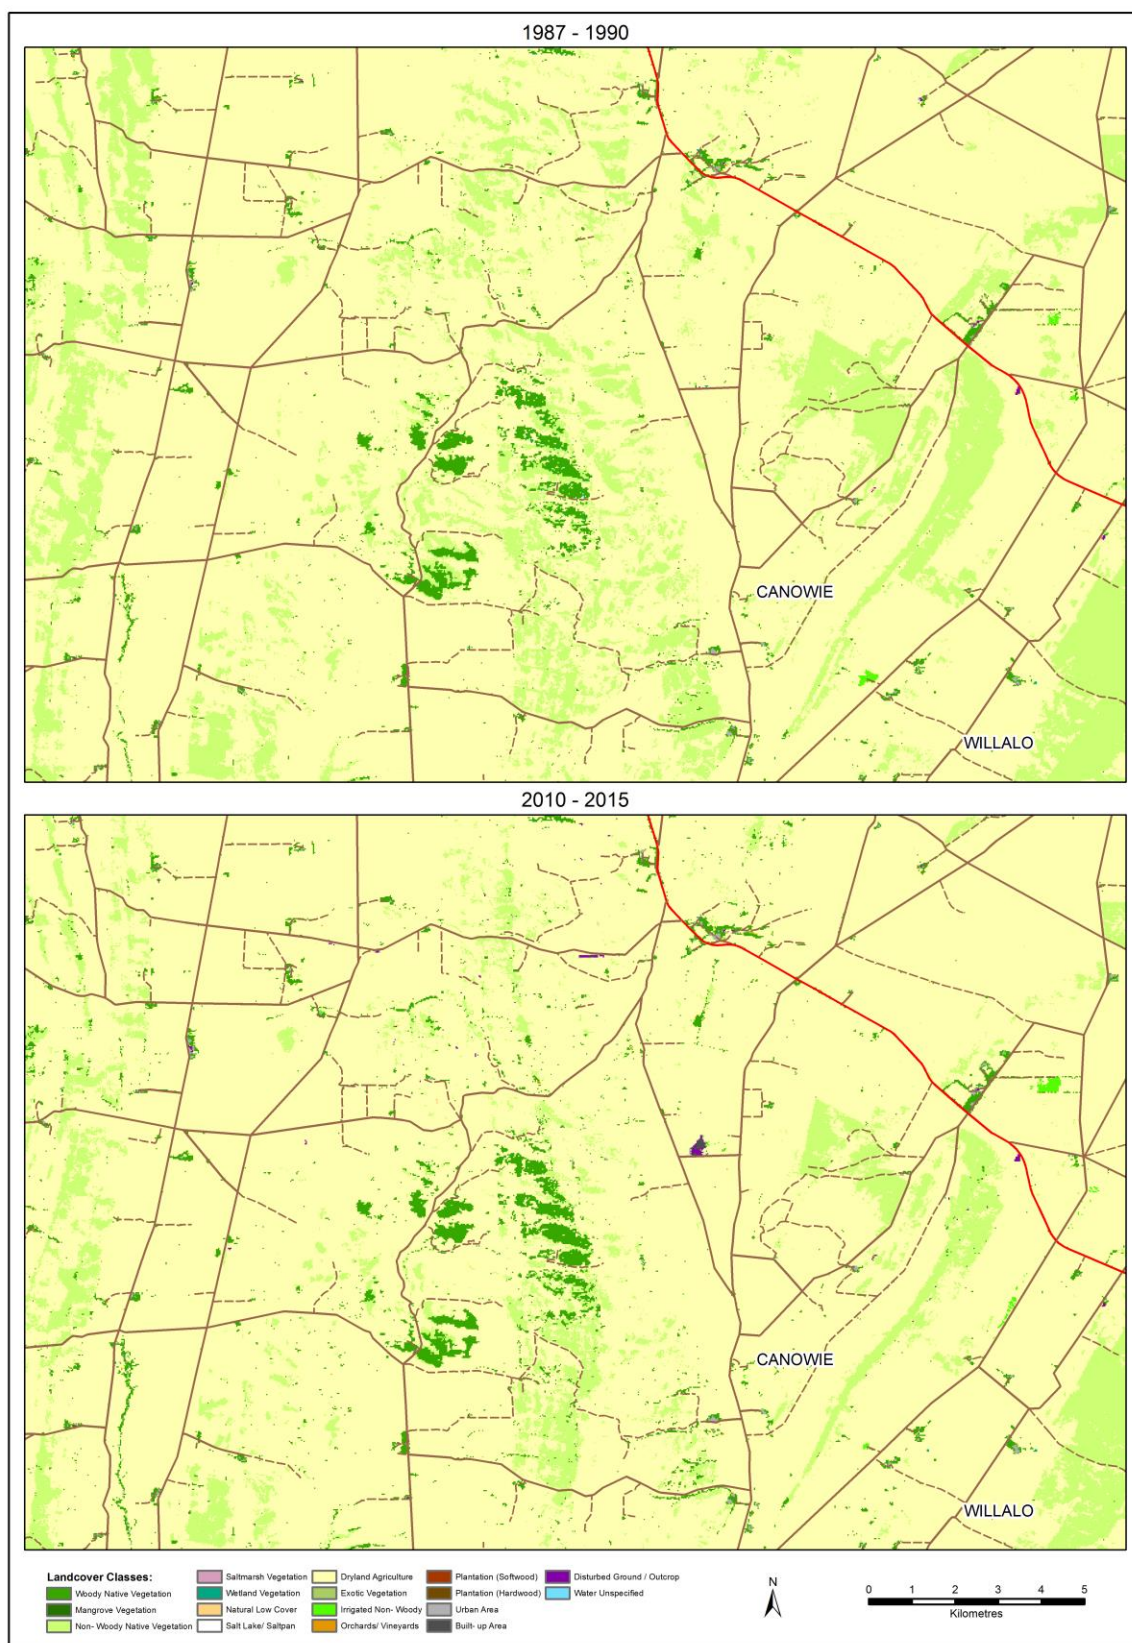 1987 - 1990
CANOWIE
WILLALO
2010 - 2015
CANOWIE
WILLALO
Landcover Classes:
Woody Native Vegetation
Mangrove Vegetation
Non- Woody Native Vegetation
Saltmarsh Vegetation
Wetland Vegetation
Natural Low Cover
Salt Lake/ Saltpan
Dryland Agriculture
Exotic Vegetation
Irrigated Non- Woody
Orchards/ Vineyards
Plantation (Softwood)
Plantation (Hardwood)
Urban Area
Built- up Area
Disturbed Ground / Outcrop
Water Unspecified
N
0 1 2 3 4 5
Kilometres